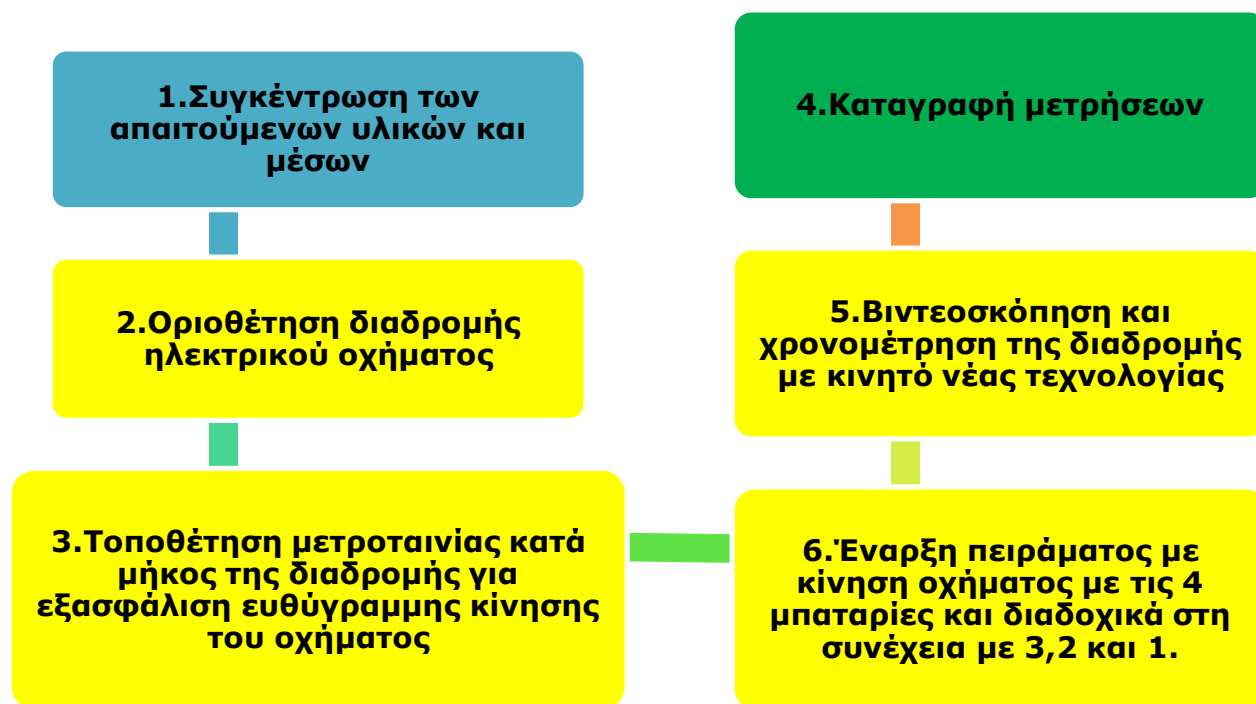 1.Συγκέντρωση των
απαιτούμενων υλικών και
μέσων
2.Οριοθέτηση διαδρομής
ηλεκτρικού οχήματος
3.Τοποθέτηση μετροταινίας κατά
μήκος της διαδρομής για
εξασφάλιση ευθύγραμμης κίνησης
του οχήματος
4.Καταγραφή μετρήσεων
5.Βιντεοσκόπηση και
χρονομέτρηση της διαδρομής
με κινητό νέας τεχνολογίας
6.Έναρξη πειράματος με
κίνηση οχήματος με τις 4
μπαταρίες και διαδοχικά στη
συνέχεια με 3,2 και 1.